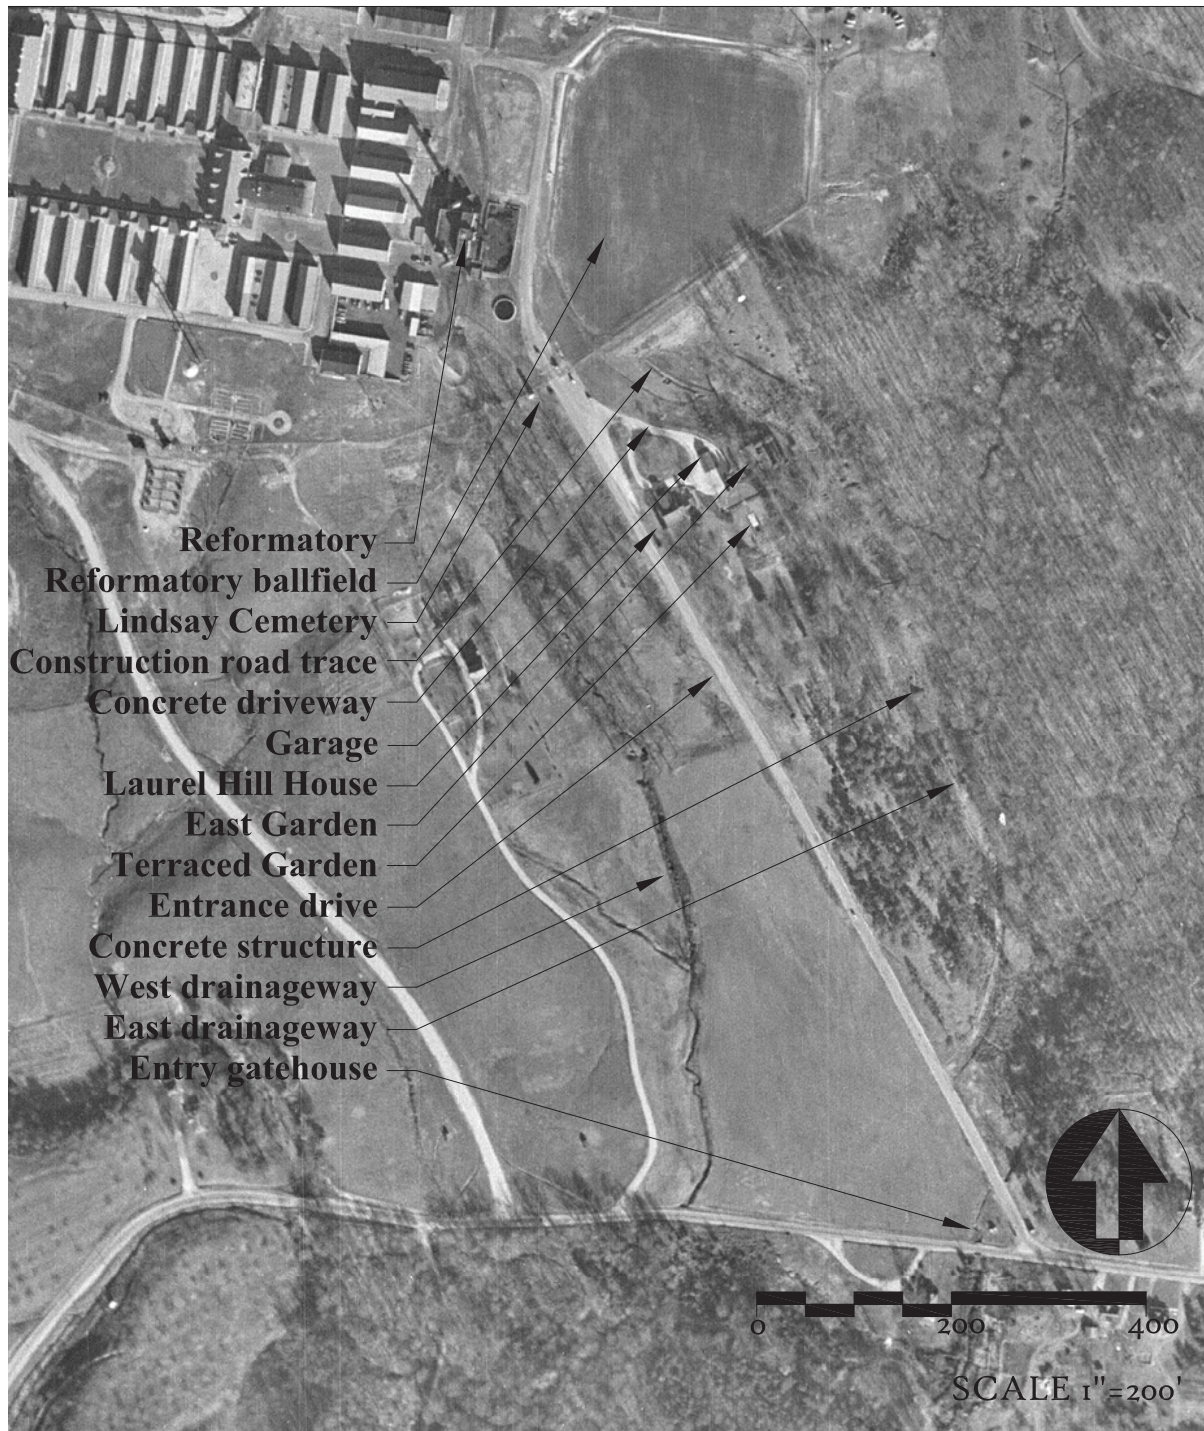 Reformatory
Reformatory ballfield
Lindsay Cemetery
Construction road trace
Concrete driveway
Garage
Laurel Hill House
East Garden
Terraced Garden
Entrance drive
Concrete structure
West drainageway
East drainageway
Entry gatehouse
0 200 400
SCALE 1"=200'